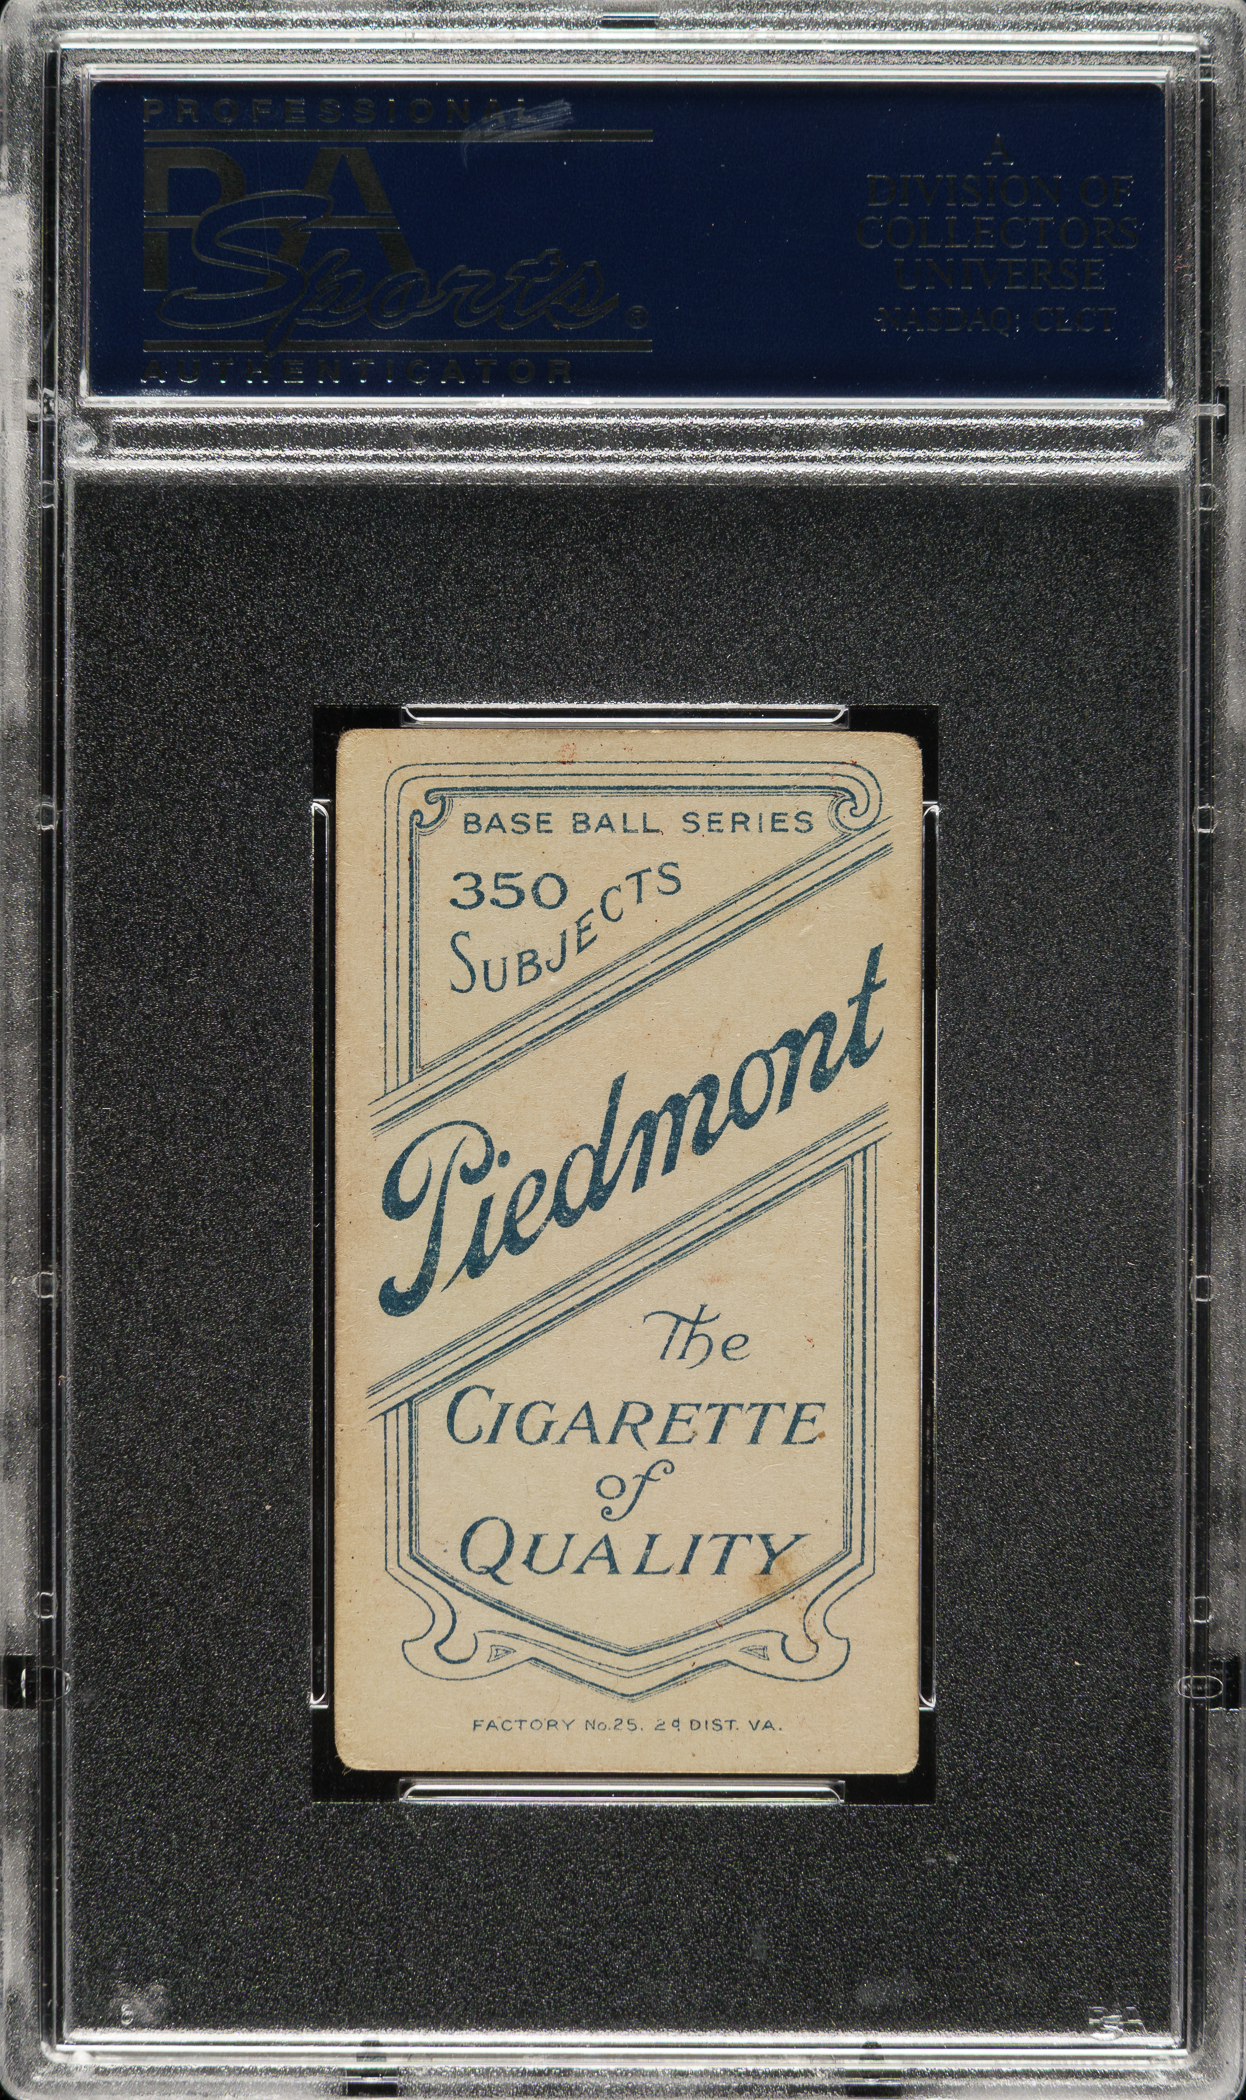 PROFESSIONAL
PSA
Sports®
AUTHENTICATOR
A
DIVISION OF
COLLECTORS
UNIVERSE
NASDAQ: CLCT
BASE BALL SERIES
350
SUBJECTS
Piedmont
The
CIGARETTE
of
QUALITY
FACTORY No. 25. 2d DIST. VA.
PSA